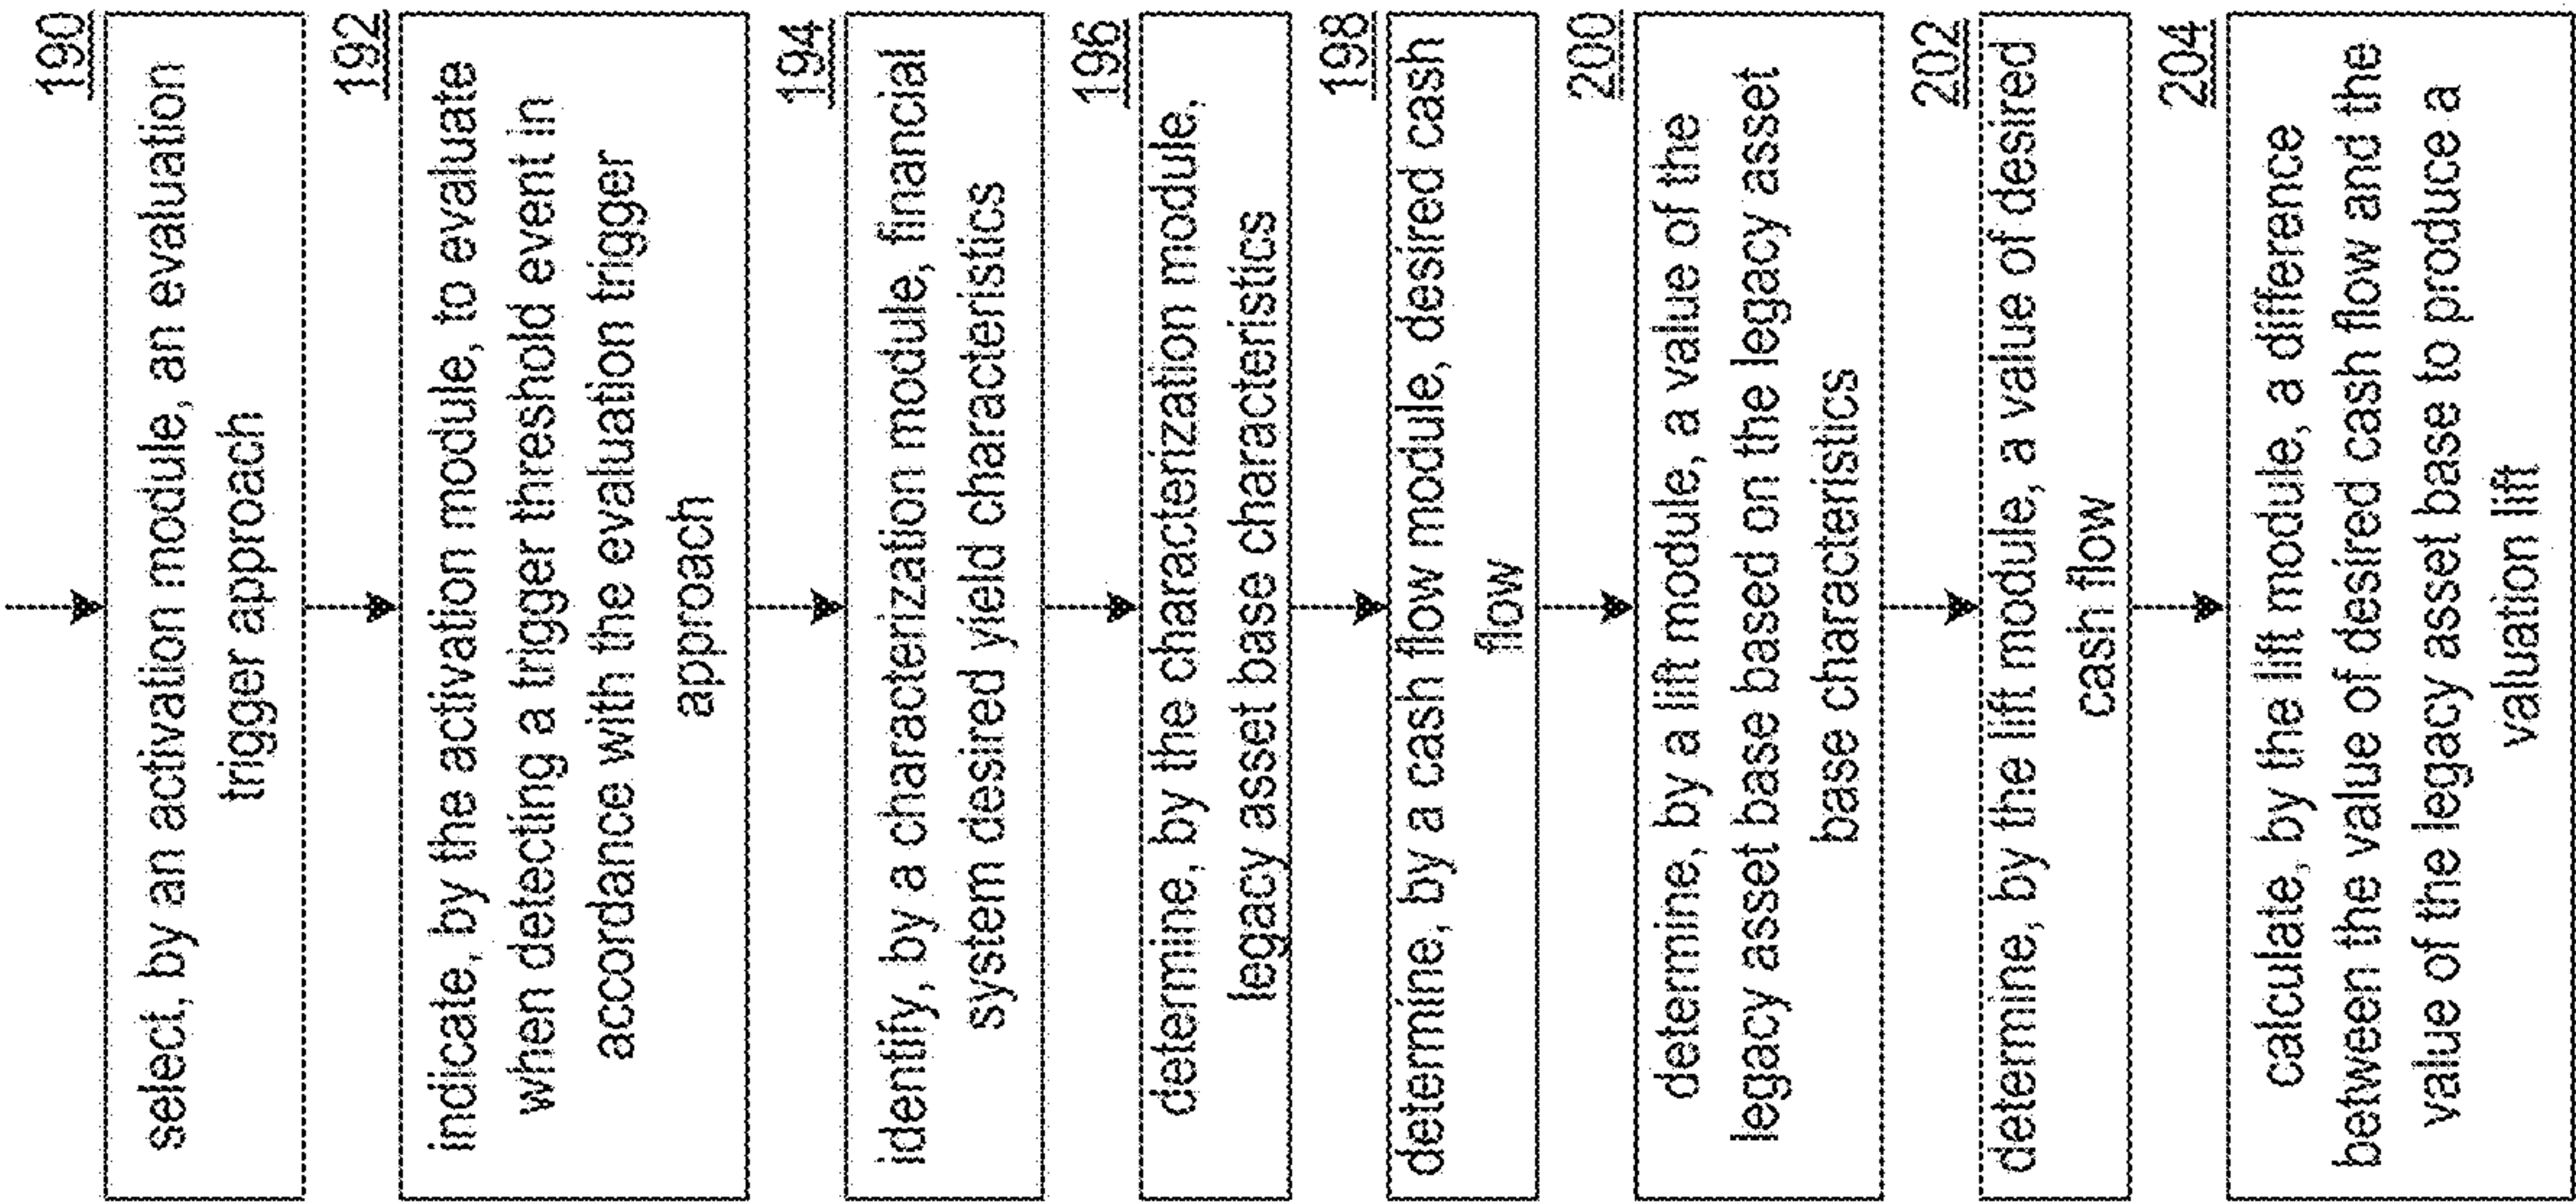 190
select, by an activation module, an evaluation
trigger approach
192
indicate, by the activation module, to evaluate
when detecting a trigger threshold event in
accordance with the evaluation trigger
approach
194
identify, by a characterization module, financial
system desired yield characteristics
196
determine, by the characterization module,
legacy asset base characteristics
198
determine, by a cash flow module, desired cash
flow
200
determine, by a lift module, a value of the
legacy asset base based on the legacy asset
base characteristics
202
determine, by the lift module, a value of desired
cash flow
204
calculate, by the lift module, a difference
between the value of desired cash flow and the
value of the legacy asset base to produce a
valuation lift